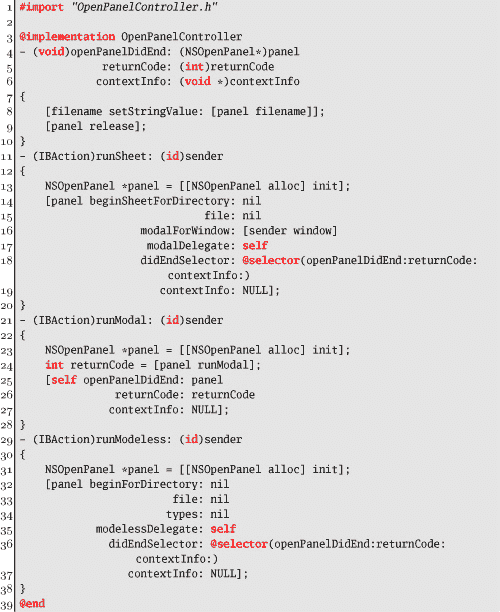 1 #import "OpenPanelController.h"
2
3 @implementation OpenPanelController
4 - (void)openPanelDidEnd: (NSOpenPanel*)panel
5 returnCode: (int)returnCode
6 contextInfo: (void *)contextInfo
7 {
8 [filename setStringValue: [panel filename]];
9 [panel release];
10 }
11 - (IBAction)runSheet: (id)sender
12 {
13 NSOpenPanel *panel = [[NSOpenPanel alloc] init];
14 [panel beginSheetForDirectory: nil
15 file: nil
16 modalForWindow: [sender window]
17 modalDelegate: self
18 didEndSelector: @selector(openPanelDidEnd:returnCode:
contextInfo:)
19 contextInfo: NULL];
20 }
21 - (IBAction)runModal: (id)sender
22 {
23 NSOpenPanel *panel = [[NSOpenPanel alloc] init];
24 int returnCode = [panel runModal];
25 [self openPanelDidEnd: panel
26 returnCode: returnCode
27 contextInfo: NULL];
28 }
29 - (IBAction)runModeless: (id)sender
30 {
31 NSOpenPanel *panel = [[NSOpenPanel alloc] init];
32 [panel beginForDirectory: nil
33 file: nil
34 types: nil
35 modelessDelegate: self
36 didEndSelector: @selector(openPanelDidEnd:returnCode:
contextInfo:)
37 contextInfo: NULL];
38 }
39 @end